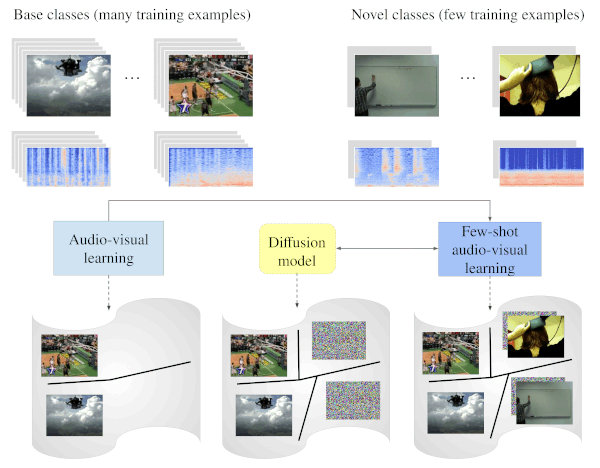 Base classes (many training examples)
Novel classes (few training examples)
...
...
Audio-visual
learning
Diffusion
model
Few-shot
audio-visual
learning